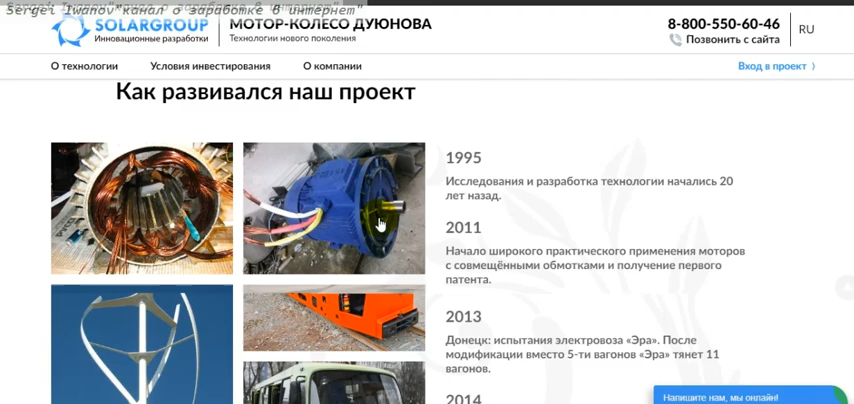 Sergei Iwanov"канал о заработке в интернет"
SOLARGROUP
Инновационные разработки
МОТОР-КОЛЕСО ДУЮНОВА
Технологии нового поколения
8-800-550-60-46
Позвонить с сайта
RU
О технологии
Условия инвестирования
О компании
Вход в проект
Как развивался наш проект
1995
Исследования и разработка технологии начались 20
лет назад.
2011
Начало широкого практического применения моторов
с совмещёнными обмотками и получение первого
патента.
2013
Донецк: испытания электровоза «Эра». После
модификации вместо 5-ти вагонов «Эра» тянет 11
вагонов.
2014
Напишите нам, мы онлайн!